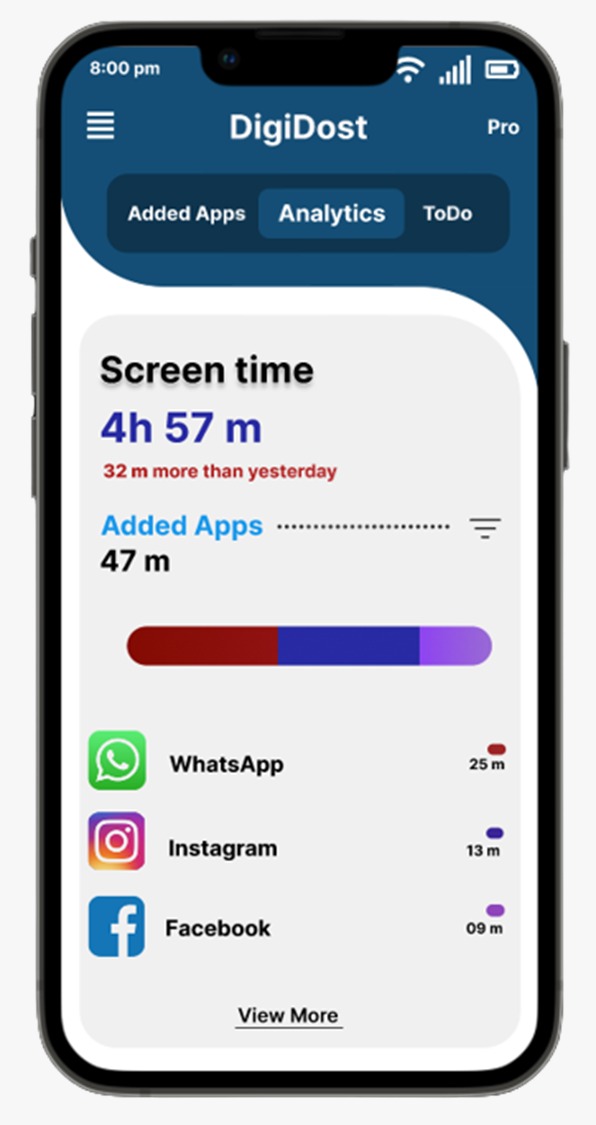 8:00 pm
DigiDost
Pro
Added Apps Analytics ToDo
Screen time
4h 57 m
32 m more than yesterday
Added Apps
47 m
WhatsApp
25 m
Instagram
13 m
Facebook
09 m
View More